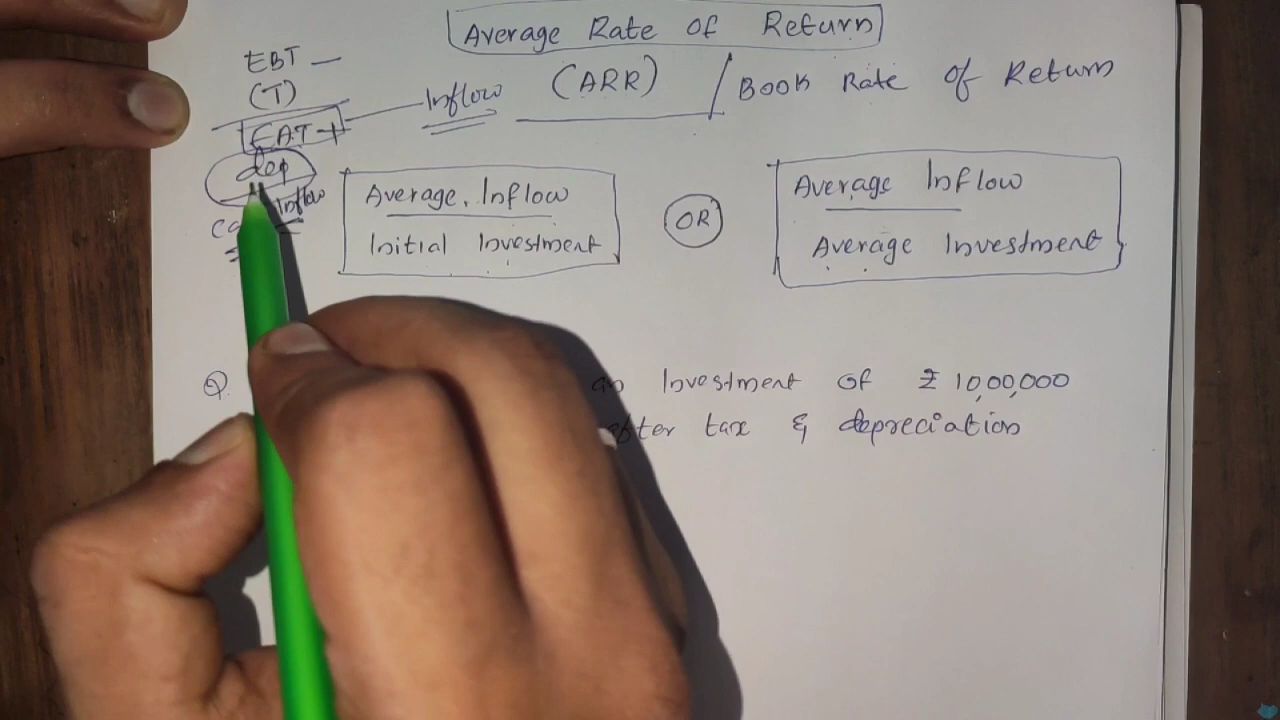 Average Rate Of Return
(ARR) / Book Rate of Return
EBT —
(T)
EAT +
Inflow
dep
Inflow
Average Inflow
Initial Investment
OR
Average Inflow
Average Investment
Q.
an Investment Of ₹ 10,00,000
after tax & depreciation